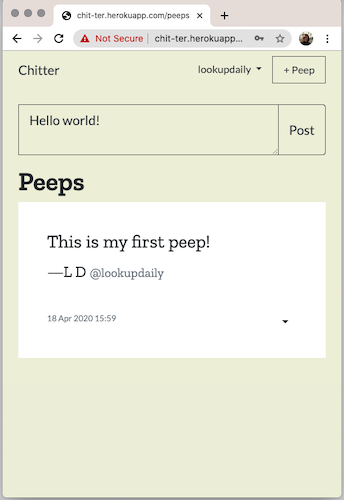 chit-ter.herokuapp.com/peeps
Not Secure | chit-ter.herokuapp...
Chitter
lookupdaily
+ Peep
Hello world!
Post
Peeps
This is my first peep!
—L D @lookupdaily
18 Apr 2020 15:59